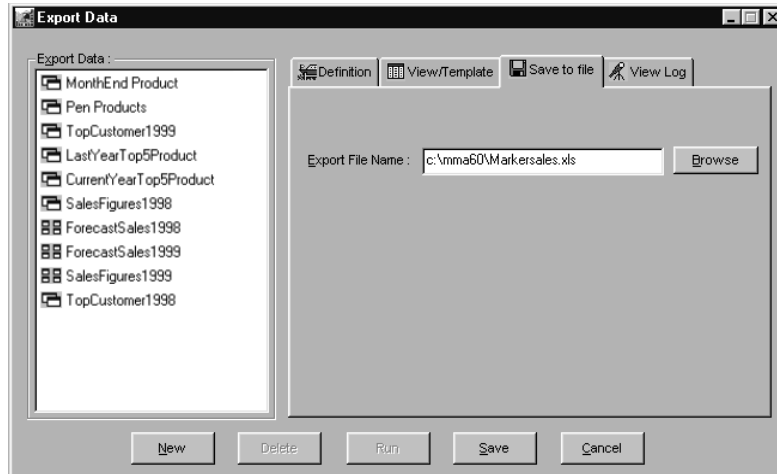 Export Data
Export Data :
MonthEnd Product
Pen Products
TopCustomer1999
LastYearTop5Product
CurrentYearTop5Product
SalesFigures1998
ForecastSales1998
ForecastSales1999
SalesFigures1999
TopCustomer1998
Definition
View/Template
Save to file
View Log
Export File Name :
c:\mma60\Markersales.xls
Browse
New
Delete
Run
Save
Cancel